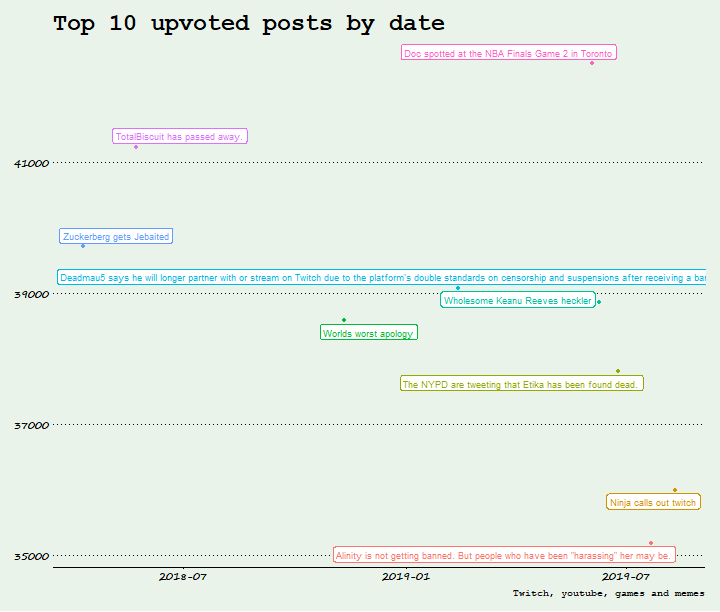 Top 10 upvoted posts by date
Doc spotted at the NBA Finals Game 2 in Toronto
TotalBiscuit has passed away.
41000
Zuckerberg gets Jebaited
Deadmau5 says he will longer partner with or stream on Twitch due to the platform's double standards on censorship and suspensions after receiving a
39000
Wholesome Keanu Reeves heckler
Worlds worst apology
The NYPD are tweeting that Etika has been found dead.
37000
Ninja calls out twitch
35000
Alinity is not getting banned. But people who have been "harassing" her may be.
2018-07
2019-01
2019-07
Twitch, youtube, games and memes